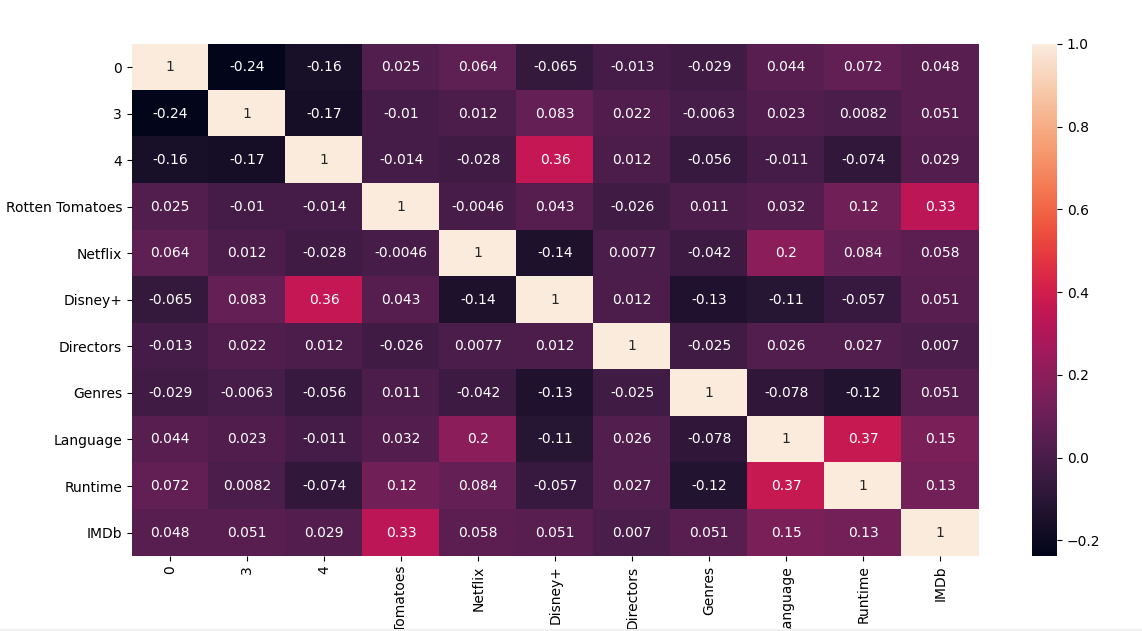 0 1 -0.24 -0.16 0.025 0.064 -0.065 -0.013 -0.029 0.044 0.072 0.048
3 -0.24 1 -0.17 -0.01 0.012 0.083 0.022 -0.0063 0.023 0.0082 0.051
4 -0.16 -0.17 1 -0.014 -0.028 0.36 0.012 -0.056 -0.011 -0.074 0.029
Rotten Tomatoes 0.025 -0.01 -0.014 1 -0.0046 0.043 -0.026 0.011 0.032 0.12 0.33
Netflix 0.064 0.012 -0.028 -0.0046 1 -0.14 0.0077 -0.042 0.2 0.084 0.058
Disney+ -0.065 0.083 0.36 0.043 -0.14 1 0.012 -0.13 -0.11 -0.057 0.051
Directors -0.013 0.022 0.012 -0.026 0.0077 0.012 1 -0.025 0.026 0.027 0.007
Genres -0.029 -0.0063 -0.056 0.011 -0.042 -0.13 -0.025 1 -0.078 -0.12 0.051
Language 0.044 0.023 -0.011 0.032 0.2 -0.11 0.026 -0.078 1 0.37 0.15
Runtime 0.072 0.0082 -0.074 0.12 0.084 -0.057 0.027 -0.12 0.37 1 0.13
IMDb 0.048 0.051 0.029 0.33 0.058 0.051 0.007 0.051 0.15 0.13 1
0 3 4 Tomatoes Netflix Disney+ Directors Genres anguage Runtime IMDb
1.0
0.8
0.6
0.4
0.2
0.0
−0.2